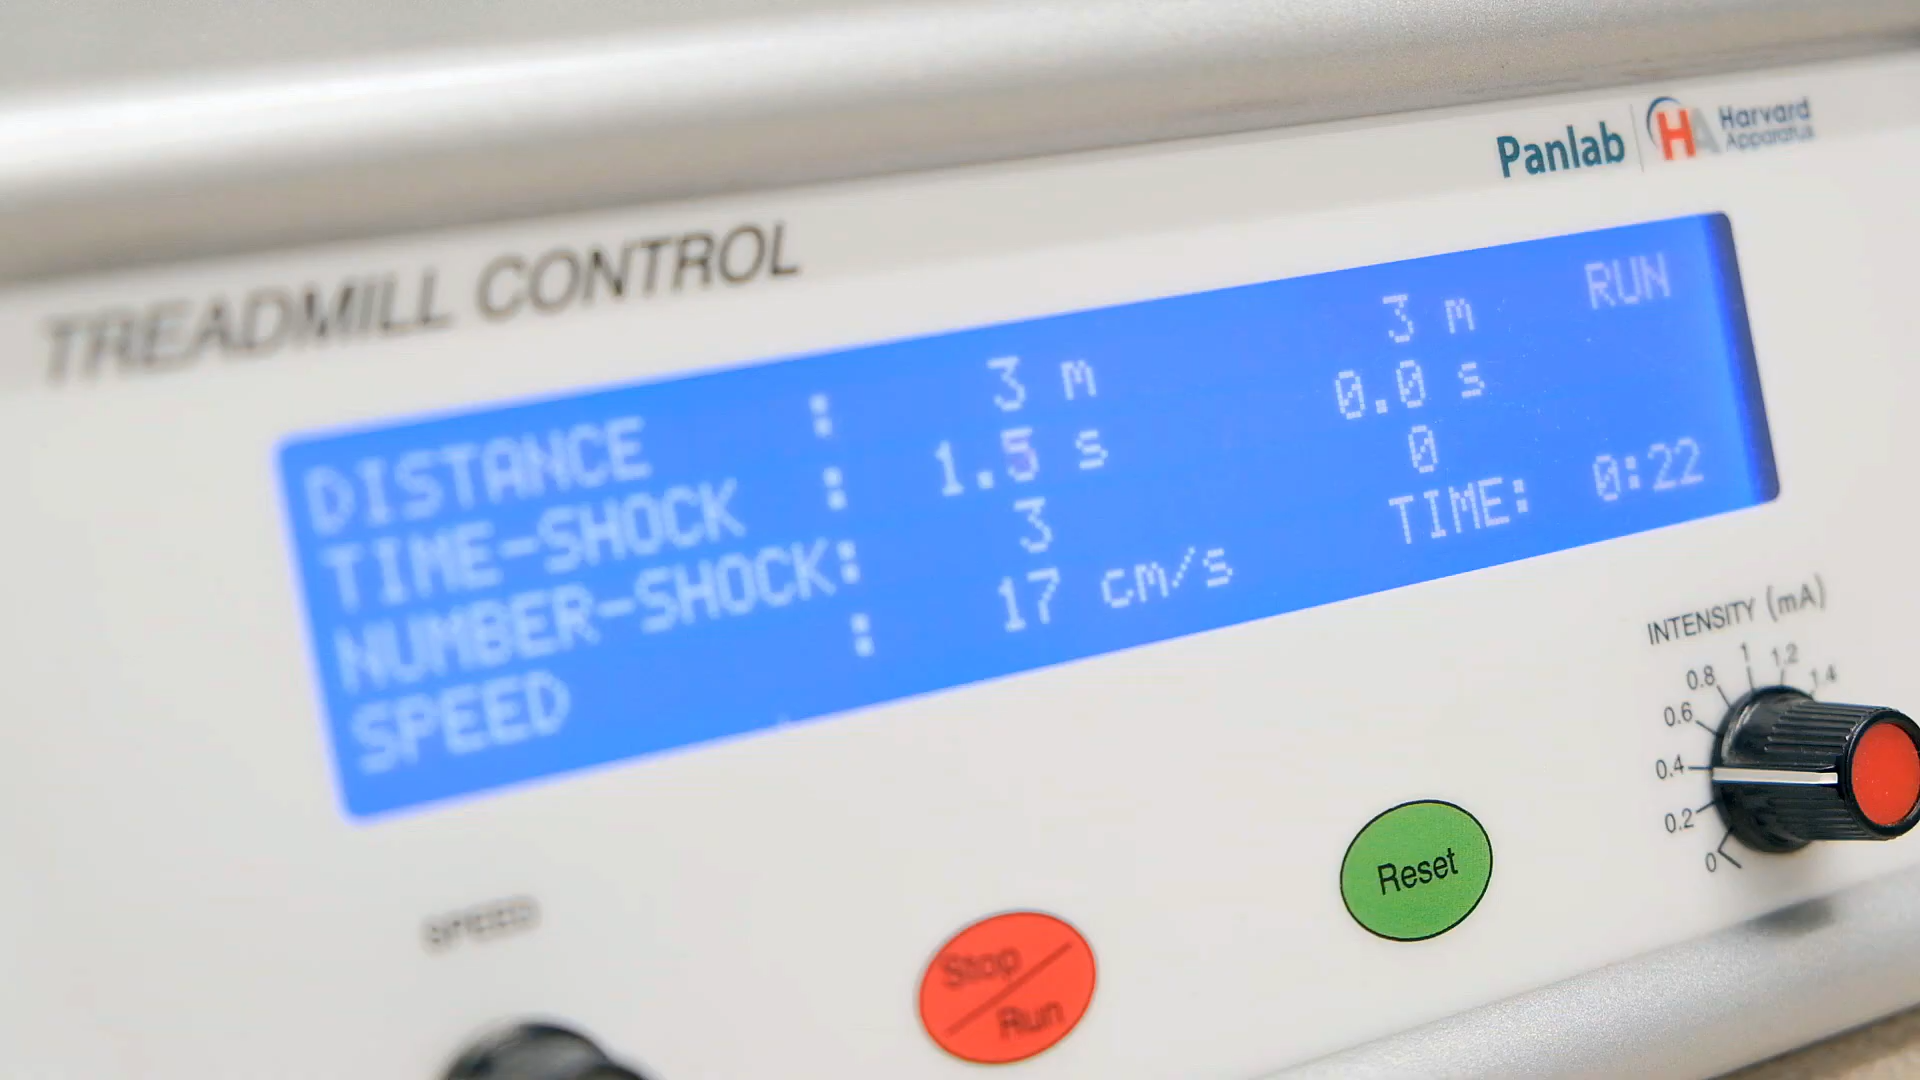 Panlab | HA Harvard
Apparatus
TREADMILL CONTROL
DISTANCE : 3 m 3 m RUN
TIME-SHOCK : 1.5 s 0.0 s
NUMBER-SHOCK: 3 0
SPEED : 17 cm/s TIME: 0:22
INTENSITY (mA)
0 0.2 0.4 0.6 0.8 1 1.2 1.4
SPEED
Stop
Run
Reset